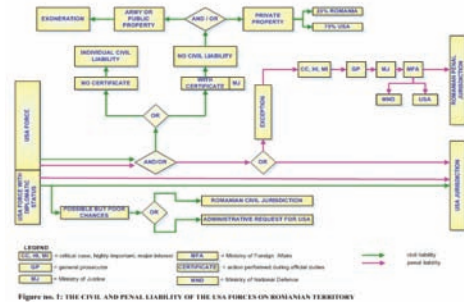 EXONERATION
ARMY OR
PUBLIC
PROPERTY
AND / OR
PRIVATE
PROPERTY
25% ROMANIA
75% USA
INDIVIDUAL CIVIL
LIABILITY
NO CIVIL LIABILITY
NO CERTIFICATE
WITH
CERTIFICATE
MJ
OR
EXCEPTION
CC, HI, MI
GP
MJ
MFA
MND
USA
ROMANIAN PENAL
JURISDICTION
USA FORCE
AND/OR
OR
USA FORCE WITH
DIPLOMATIC
STATUS
USA JURISDICTION
POSSIBLE BUT POOR
CHANCES
OR
ROMANIAN CIVIL JURISDICTION
ADMINISTRATIVE REQUEST FOR USA
LEGEND
CC, HI, MI = critical case, highly important, major interest
GP = general prosecutor
MJ = Ministry of Justice
MFA = Ministry of Foreign Affairs
CERTIFICATE = action performed during official duties
MND = Ministry of National Defence
civil liability
penal liability
Figure no. 1: THE CIVIL AND PENAL LIABILITY OF THE USA FORCES ON ROMANIAN TERRITORY